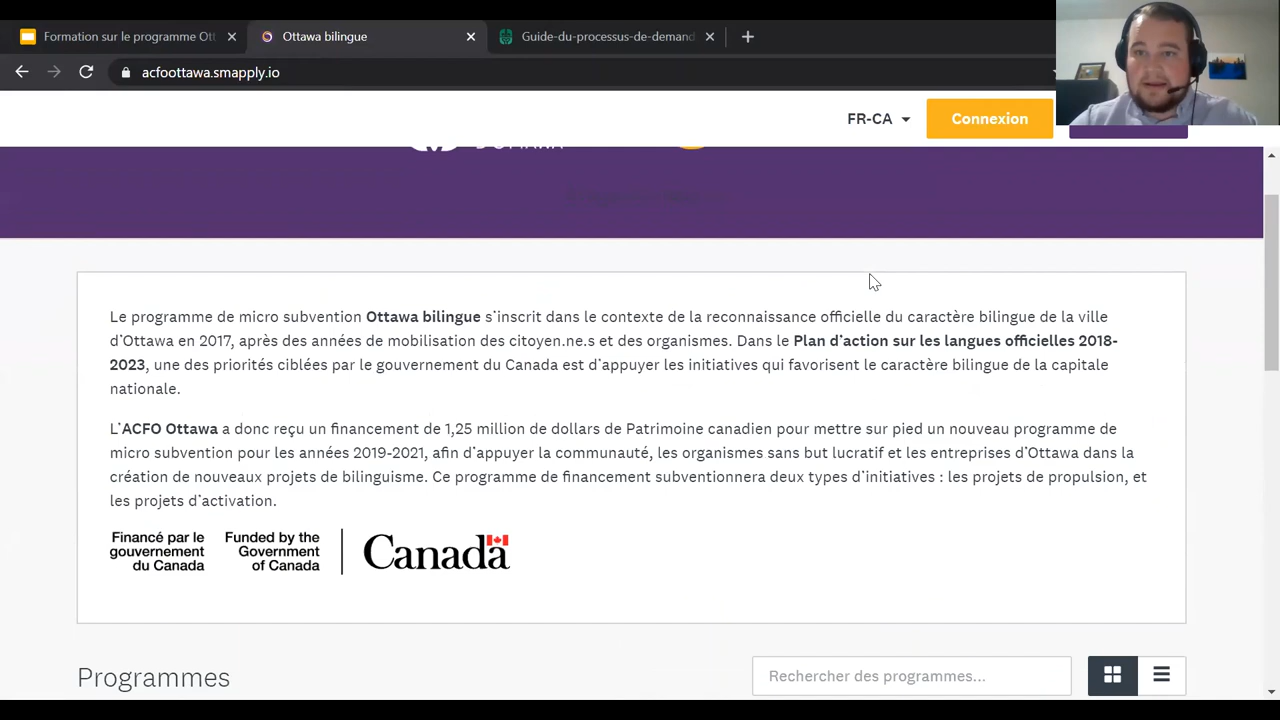 Formation sur le programme Ott
Ottawa bilingue
Guide-du-processus-de-demand
acfoottawa.smapply.io
FR-CA
Connexion
Le programme de micro subvention Ottawa bilingue s’inscrit dans le contexte de la reconnaissance officielle du caractère bilingue de la ville
d’Ottawa en 2017, après des années de mobilisation des citoyen.ne.s et des organismes. Dans le Plan d’action sur les langues officielles 2018-
2023, une des priorités ciblées par le gouvernement du Canada est d’appuyer les initiatives qui favorisent le caractère bilingue de la capitale
nationale.
L’ACFO Ottawa a donc reçu un financement de 1,25 million de dollars de Patrimoine canadien pour mettre sur pied un nouveau programme de
micro subvention pour les années 2019-2021, afin d’appuyer la communauté, les organismes sans but lucratif et les entreprises d’Ottawa dans la
création de nouveaux projets de bilinguisme. Ce programme de financement subventionnera deux types d’initiatives : les projets de propulsion, et
les projets d’activation.
Financé par le
gouvernement
du Canada
Funded by the
Government
of Canada
Canada
Programmes
Rechercher des programmes...